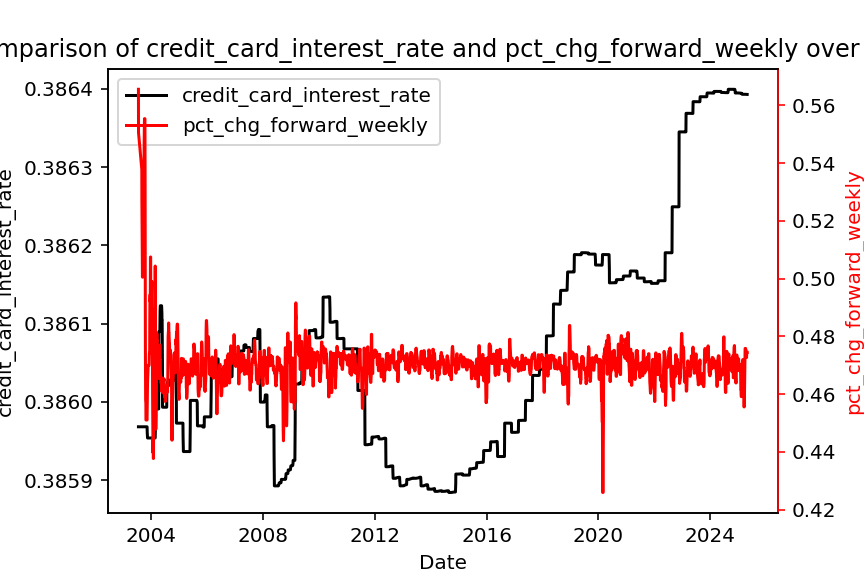 mparison of credit_card_interest_rate and pct_chg_forward_weekly over
credit_card_interest_rate
pct_chg_forward_weekly
0.3864
0.3863
0.3862
0.3861
0.3860
0.3859
credit_card_interest_rate
0.56
0.54
0.52
0.50
0.48
0.46
0.44
0.42
pct_chg_forward_weekly
2004 2008 2012 2016 2020 2024
Date